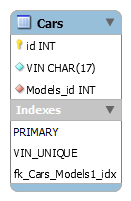 Cars
id INT
VIN CHAR(17)
Models_id INT
Indexes
PRIMARY
VIN_UNIQUE
fk_Cars_Models1_idx